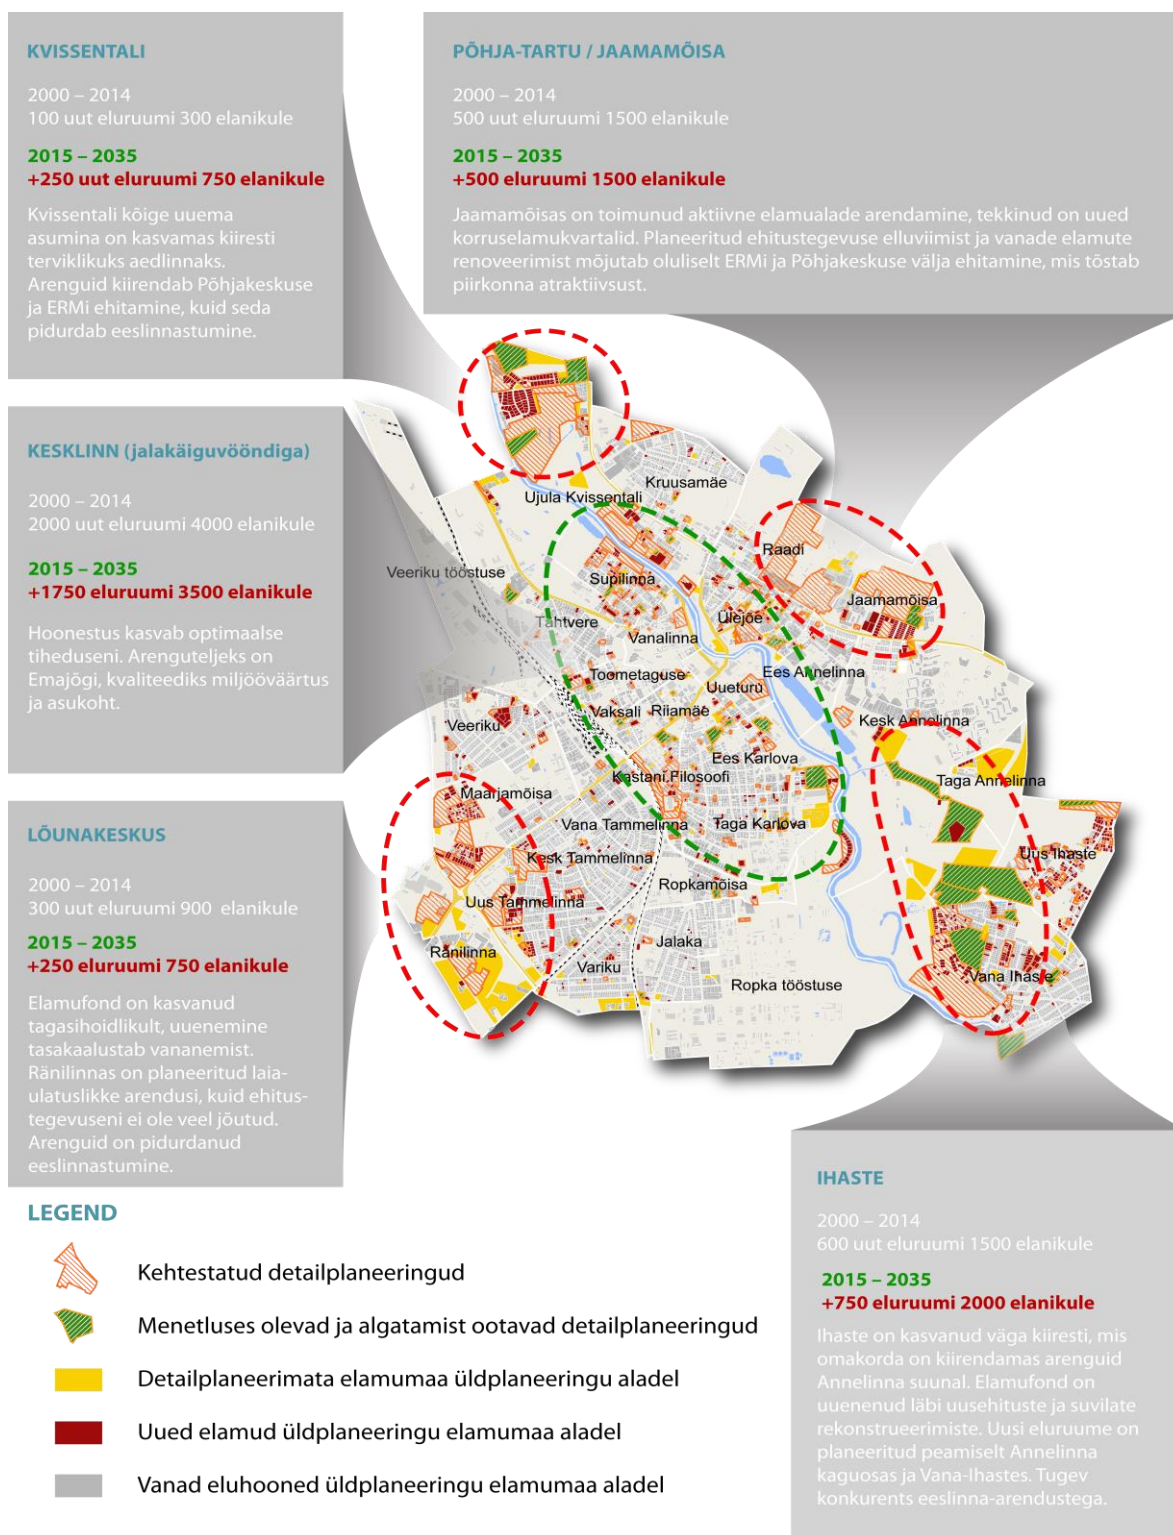 KVISSENTALI
2000 – 2014
100 uut eluruumi 300 elanikule
2015 – 2035
+250 uut eluruumi 750 elanikule
Kvissentali kõige uuema
asumina on kasvamas kiiresti
terviklikuks aedlinnaks.
Arenguid kiirendab Põhjakeskuse
ja ERMi ehitamine, kuid seda
pidurdab eeslinnastumine.
PÕHJA-TARTU / JAAMAMÕISA
2000 – 2014
500 uut eluruumi 1500 elanikule
2015 – 2035
+500 eluruumi 1500 elanikule
Jaamamõisas on toimunud aktiivne elamualade arendamine, tekkinud on uued
korruselamukvartalid. Planeeritud ehitustegevuse elluviimist ja vanade elamute
renoveerimist mõjutab oluliselt ERMi ja Põhjakeskuse välja ehitamine, mis tõstab
piirkonna atraktiivsust.
KESKLINN (jalakäiguvööndiga)
2000 – 2014
2000 uut eluruumi 4000 elanikule
2015 – 2035
+1750 eluruumi 3500 elanikule
Hoonestus kasvab optimaalse
tiheduseni. Arenguteljeks on
Emajõgi, kvaliteediks miljööväärtus
ja asukoht.
LÕUNAKESKUS
2000 – 2014
300 uut eluruumi 900 elanikule
2015 – 2035
+250 eluruumi 750 elanikule
Elamufond on kasvanud
tagasihoidlikult, uuenemine
tasakaalustab vananemist.
Ränilinnas on planeeritud laia-
ulatuslikke arendusi, kuid ehitus-
tegevuseni ei ole veel jõutud.
Arenguid on pidurdanud
eeslinnastumine.
Kruusamäe
Ujula Kvissentali
Raadi
Veeriku tööstuse
Supilinna
Jaamamõisa
Tähtvere
Ülejõe
Vanalinna
Ees Annelinna
Toometaguse
Uueturu
Vaksali
Riiamäe
Kesk Annelinna
Veeriku
Ees Karlova
Kastani Filosoofi
Taga Annelinna
Maarjamõisa
Vana Tammelinna
Taga Karlova
Kesk Tammelinna
Uus Ihaste
Ropkamõisa
Uus Tammelinna
Jalaka
Ränilinna
Variku
Vana Ihaste
Ropka tööstuse
IHASTE
2000 – 2014
600 uut eluruumi 1500 elanikule
2015 – 2035
+750 eluruumi 2000 elanikule
Ihaste on kasvanud väga kiiresti, mis
omakorda on kiirendamas arenguid
Annelinna suunal. Elamufond on
uuenenud läbi uusehituste ja suvilate
rekonstrueerimiste. Uusi eluruume on
planeeritud peamiselt Annelinna
kaguosas ja Vana-Ihastes. Tugev
konkurents eeslinna-arendustega.
LEGEND
Kehtestatud detailplaneeringud
Menetluses olevad ja algatamist ootavad detailplaneeringud
Detailplaneerimata elamumaa üldplaneeringu aladel
Uued elamud üldplaneeringu elamumaa aladel
Vanad eluhooned üldplaneeringu elamumaa aladel